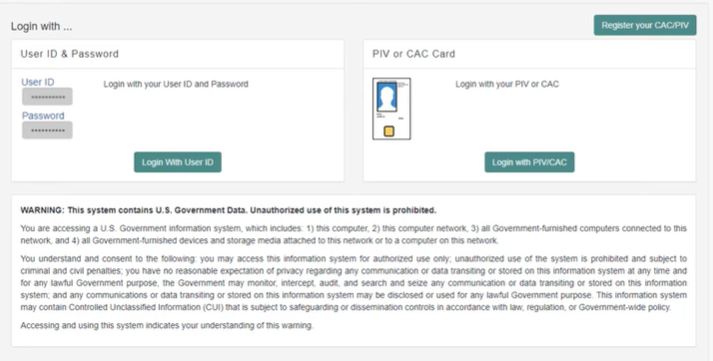 Login with ...
Register your CAC/PIV
User ID & Password
User ID
Login with your User ID and Password
Password
Login With User ID
PIV or CAC Card
Login with your PIV or CAC
Login with PIV/CAC
WARNING: This system contains U.S. Government Data. Unauthorized use of this system is prohibited.
You are accessing a U.S. Government information system, which includes: 1) this computer, 2) this computer network, 3) all Government-furnished computers connected to this
network, and 4) all Government-furnished devices and storage media attached to this network or to a computer on this network.
You understand and consent to the following: you may access this information system for authorized use only; unauthorized use of the system is prohibited and subject to
criminal and civil penalties; you have no reasonable expectation of privacy regarding any communication or data transiting or stored on this information system at any time and
for any lawful Government purpose, the Government may monitor, intercept, audit, and search and seize any communication or data transiting or stored on this information
system; and any communications or data transiting or stored on this information system may be disclosed or used for any lawful Government purpose. This information system
may contain Controlled Unclassified Information (CUI) that is subject to safeguarding or dissemination controls in accordance with law, regulation, or Government-wide policy.
Accessing and using this system indicates your understanding of this warning.